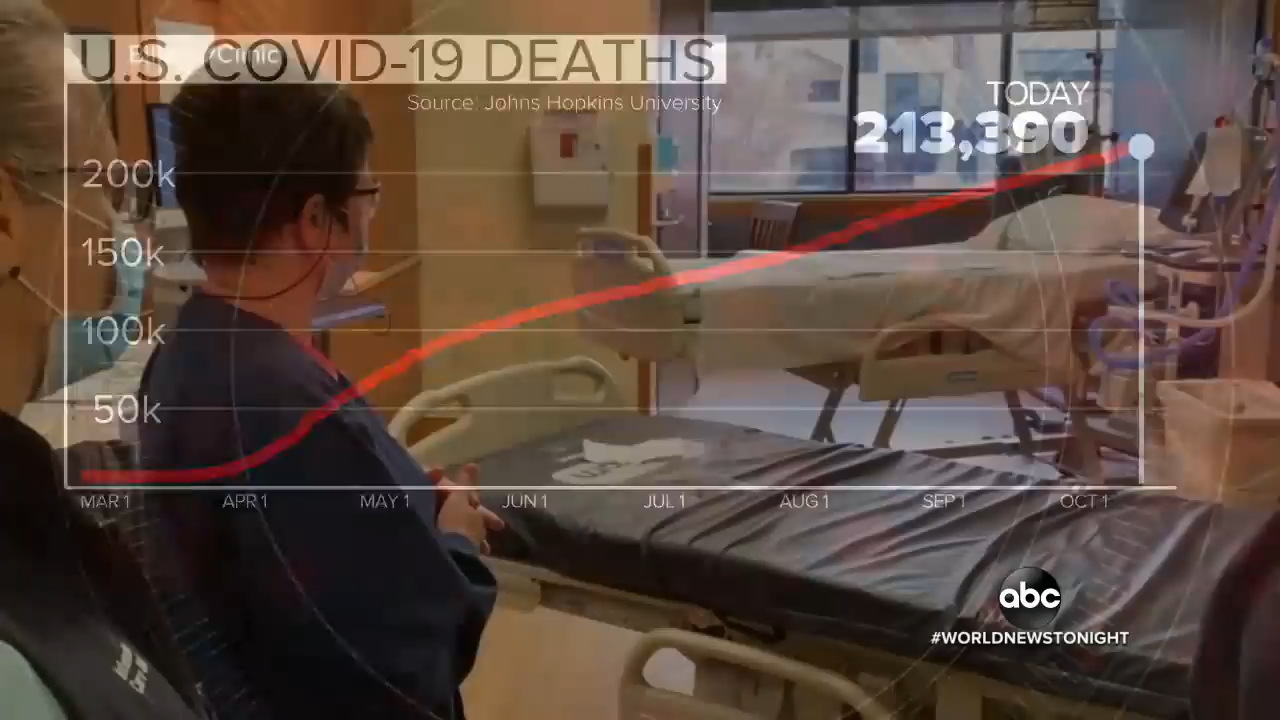 U.S. COVID-19 DEATHS
Clinic
Source: Johns Hopkins University
TODAY
213,390
200k
150k
100k
50k
MAR 1
APR 1
MAY 1
JUN 1
JUL 1
AUG 1
SEP 1
OCT 1
abc
#WORLDNEWSTONIGHT